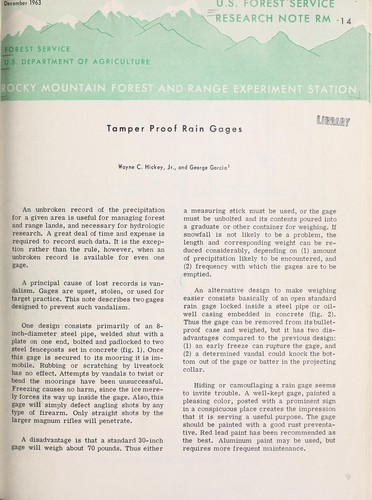 December 1963
U.S. FOREST SERVICE
RESEARCH NOTE RM - 14
FOREST SERVICE
U.S. DEPARTMENT OF AGRICULTURE
ROCKY MOUNTAIN FOREST AND RANGE EXPERIMENT STATION
LIBRARY
Tamper Proof Rain Gages
Wayne C. Hickey, Jr., and George Garcia¹
An unbroken record of the precipitation
for a given area is useful for managing forest
and range lands, and necessary for hydrologic
research. A great deal of time and expense is
required to record such data. It is the excep-
tion rather than the rule, however, when an
unbroken record is available for even one
gage.
A principal cause of lost records is van-
dalism. Gages are upset, stolen, or used for
target practice. This note describes two gages
designed to prevent such vandalism.
One design consists primarily of an 8-
inch-diameter steel pipe, welded shut with a
plate on one end, bolted and padlocked to two
steel fenceposts set in concrete (fig. 1). Once
this gage is secured to its mooring it is im-
mobile. Rubbing or scratching by livestock
has no effect. Attempts by vandals to twist or
bend the moorings have been unsuccessful.
Freezing causes no harm, since the ice mere-
ly forces its way up inside the gage. Also, this
gage will simply defect angling shots by any
type of firearm. Only straight shots by the
larger magnum rifles will penetrate.
A disadvantage is that a standard 30-inch
gage will weigh about 70 pounds. Thus either
a measuring stick must be used, or the gage
must be unbolted and its contents poured into
a graduate or other container for weighing. If
snowfall is not likely to be a problem, the
length and corresponding weight can be re-
duced considerably, depending on (1) amount
of precipitation likely to be encountered, and
(2) frequency with which the gages are to be
emptied.
An alternative design to make weighing
easier consists basically of an open standard
rain gage locked inside a steel pipe or oil-
well casing embedded in concrete (fig. 2).
Thus the gage can be removed from its bullet-
proof case and weighed, but it has two dis-
advantages compared to the previous design:
(1) an early freeze can rupture the gage, and
(2) a determined vandal could knock the bot-
tom out of the gage or batter in the projecting
collar.
Hiding or camouflaging a rain gage seems
to invite trouble. A well-kept gage, painted a
pleasing color, posted with a prominent sign
in a conspicuous place creates the impression
that it is serving a useful purpose. The gage
should be painted with a good rust preventa-
tive. Red lead paint has been recommended as
the best. Aluminum paint may be used, but
requires more frequent maintenance.